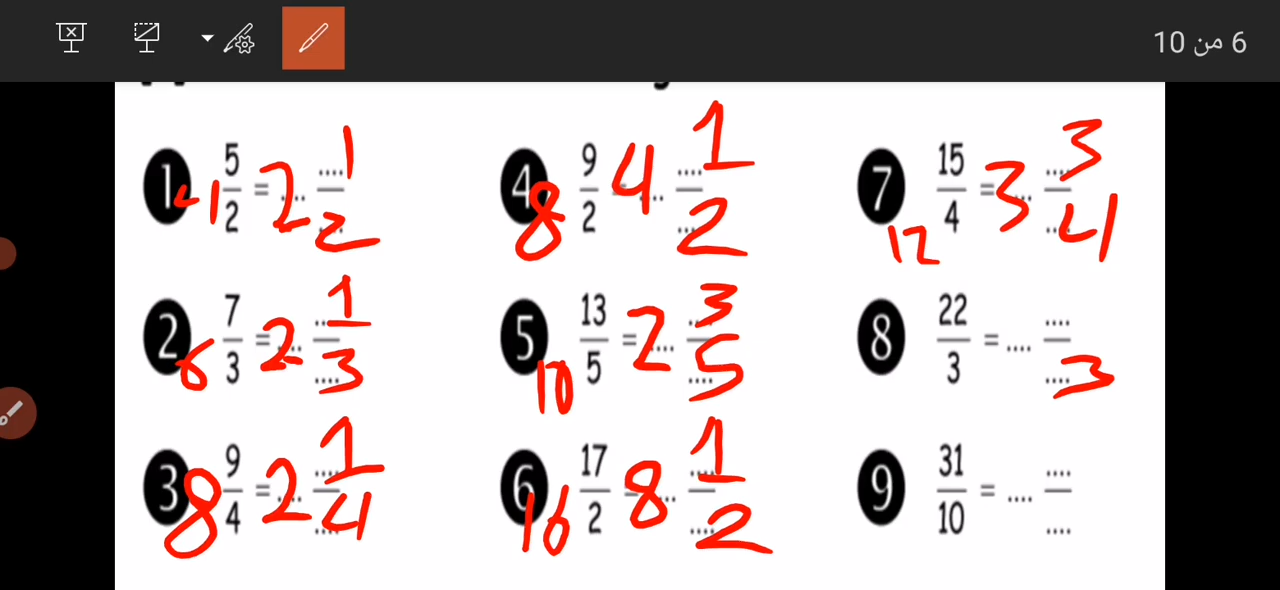 6 من 10
1 5/2 = 2 1/2 4
4 9/2 = 4 1/2 8
7 15/4 = 3 3/4 12
2 7/3 = 2 1/3 6
5 13/5 = 2 3/5 10
8 22/3 = .... ..../3
3 9/4 = 2 1/4 8
6 17/2 = 8 1/2 16
9 31/10 = .... ..../....